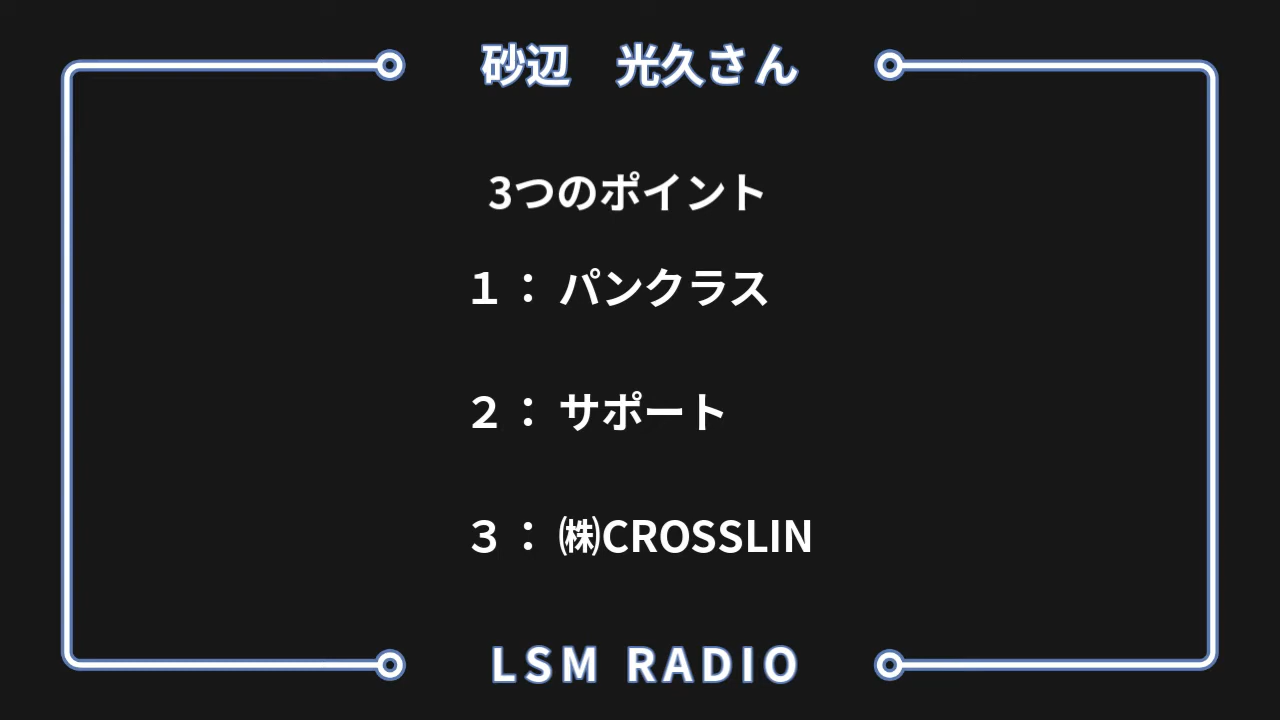 砂辺　光久さん
3つのポイント
１： パンクラス
２： サポート
３： ㈱CROSSLIN
LSM RADIO